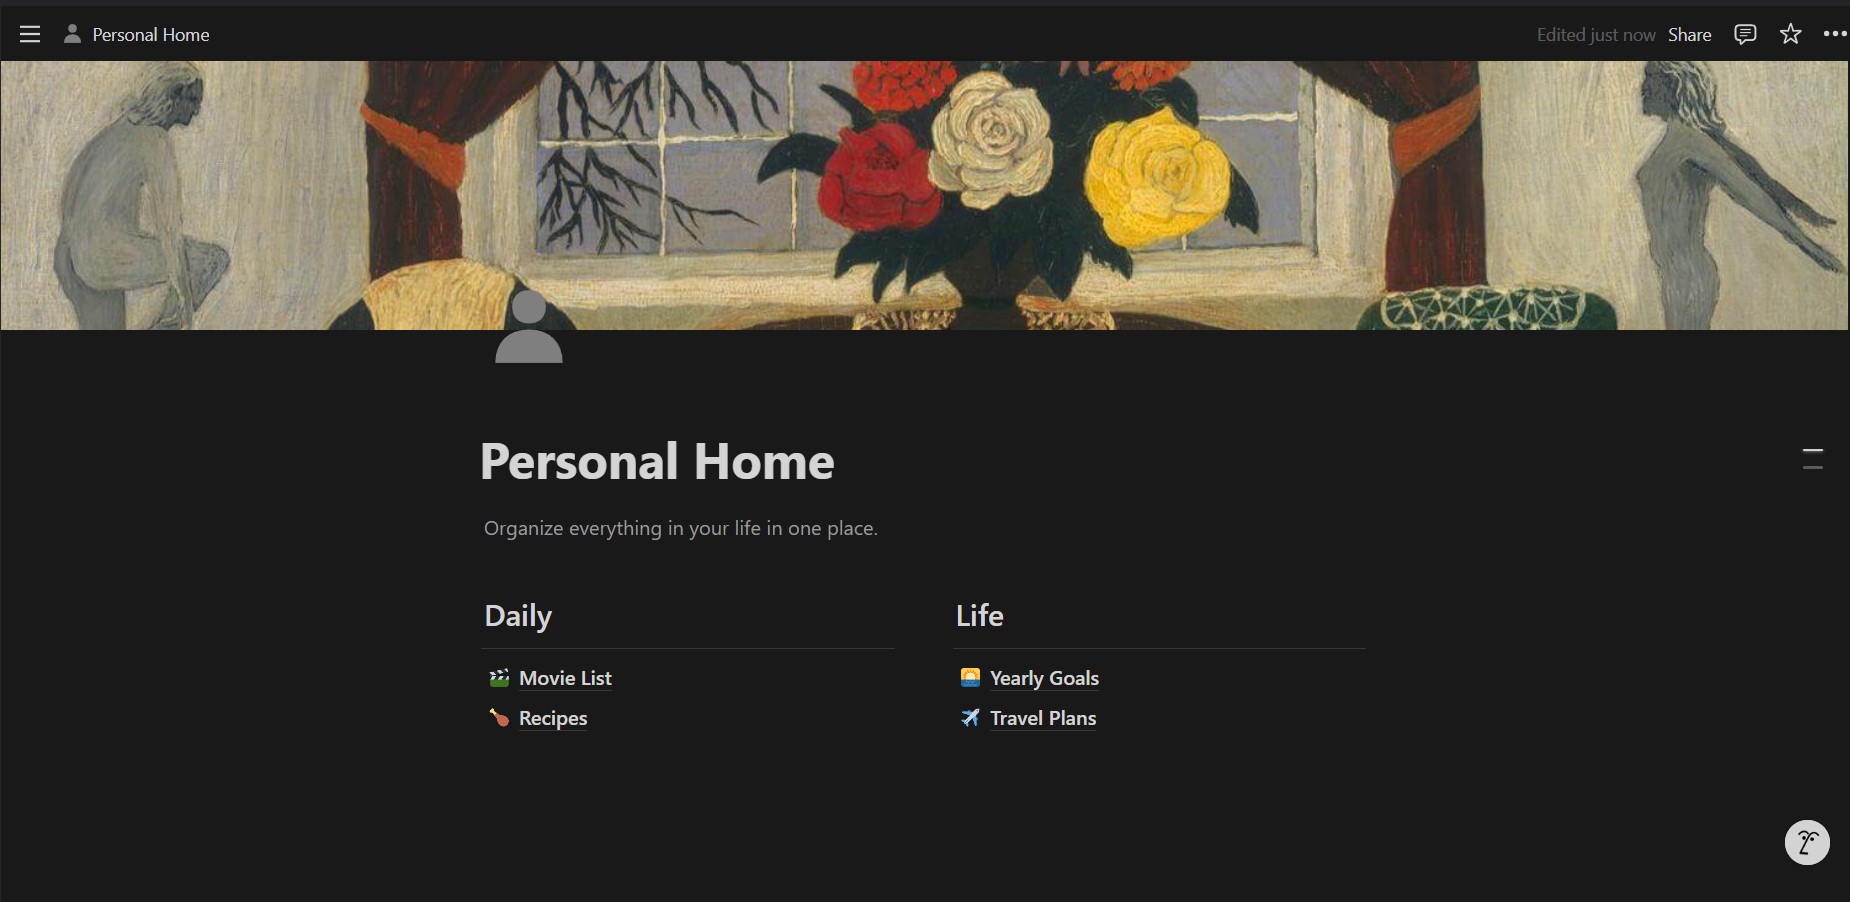 Personal Home
Edited just now Share
Personal Home
Organize everything in your life in one place.
Daily
Movie List
Recipes
Life
Yearly Goals
Travel Plans